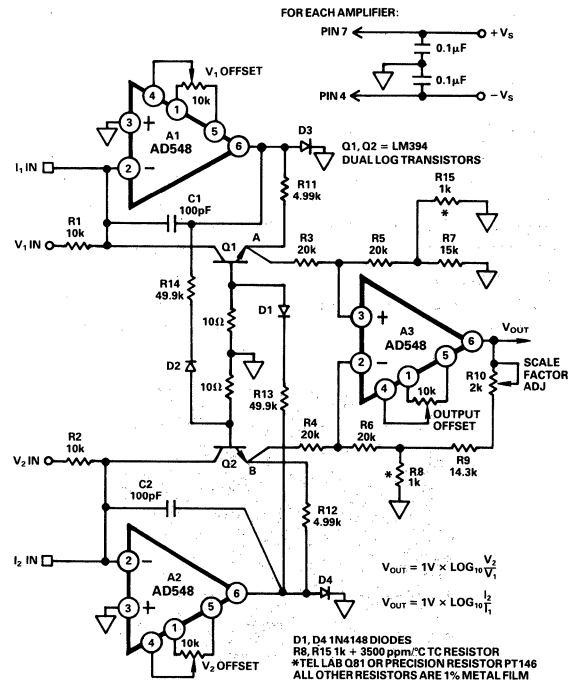 FOR EACH AMPLIFIER:
PIN 7
+VS
0.1µF
0.1µF
PIN 4
–VS
V1 OFFSET
10k
4
1
5
3
+
A1
AD548
6
D3
Q1, Q2 = LM394
DUAL LOG TRANSISTORS
I1 IN
2
–
R11
4.99k
C1
100pF
R15
1k
*
R1
10k
V1 IN
Q1
A
R3
20k
R5
20k
R7
15k
R14
49.9k
D1
10Ω
D2
10Ω
R13
49.9k
3
+
A3
AD548
6
VOUT
2
–
5
1
4
10k
OUTPUT
OFFSET
R10
2k
SCALE
FACTOR
ADJ
R2
10k
V2 IN
Q2
B
R4
20k
R6
20k
R9
14.3k
*
R8
1k
C2
100pF
R12
4.99k
I2 IN
2
–
A2
AD548
6
D4
3
+
5
1
4
10k
V2 OFFSET
VOUT = 1V × LOG10 V2/V1
VOUT = 1V × LOG10 I2/I1
D1, D4 1N4148 DIODES
R8, R15 1k + 3500 ppm/°C TC RESISTOR
*TEL LAB Q81 OR PRECISION RESISTOR PT146
ALL OTHER RESISTORS ARE 1% METAL FILM